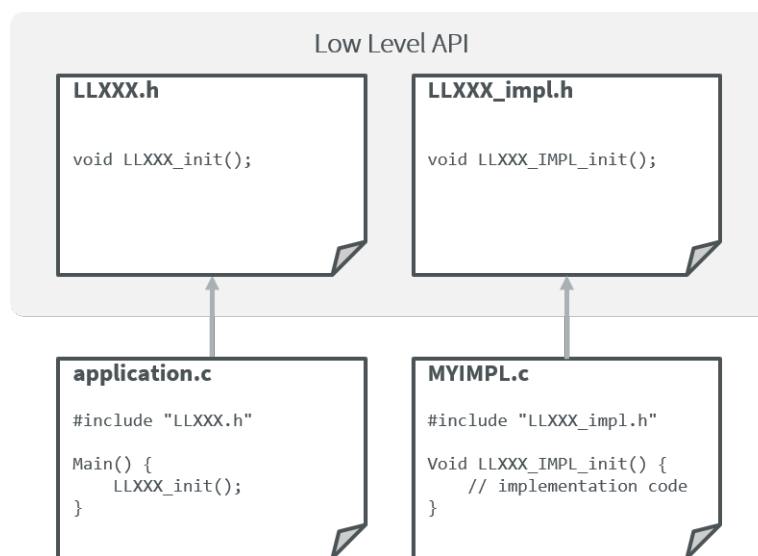 Low Level API
LLXXX.h
void LLXXX_init();
LLXXX_impl.h
void LLXXX_IMPL_init();
application.c
#include "LLXXX.h"
Main() {
    LLXXX_init();
}
MYIMPL.c
#include "LLXXX_impl.h"
Void LLXXX_IMPL_init() {
    // implementation code
}